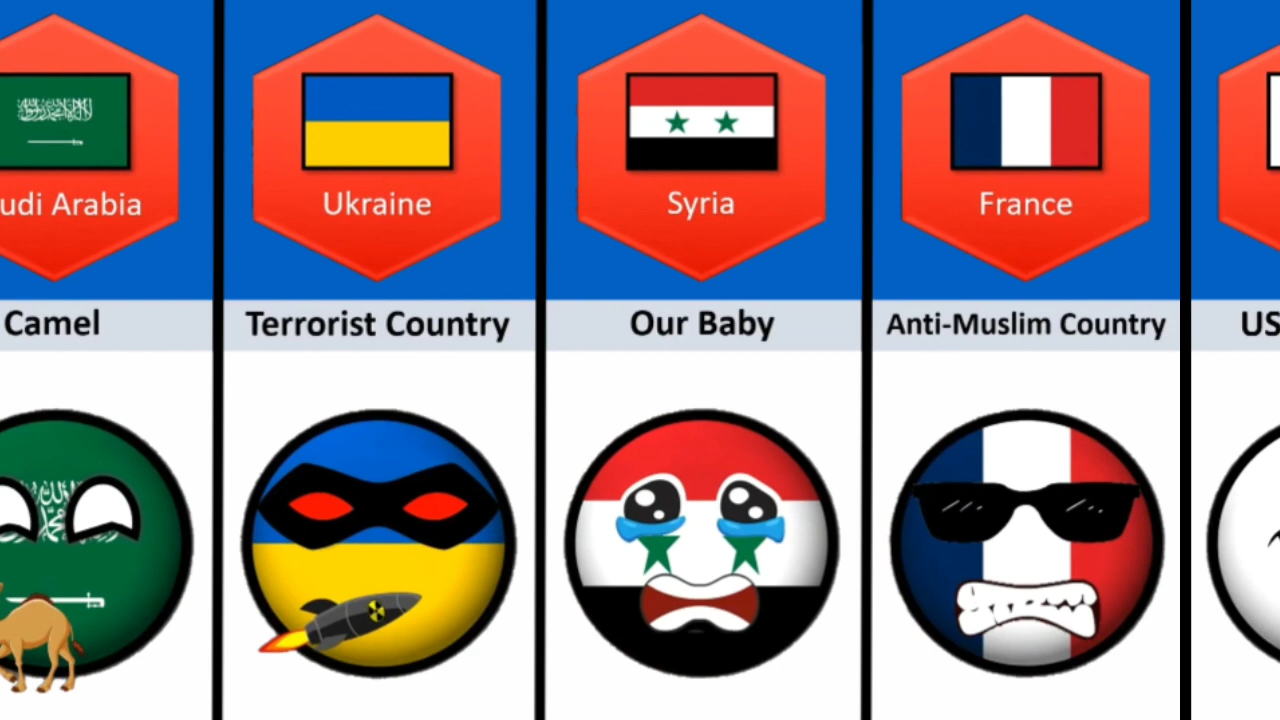 udi Arabia
Ukraine
Syria
France
Camel
Terrorist Country
Our Baby
Anti-Muslim Country
US